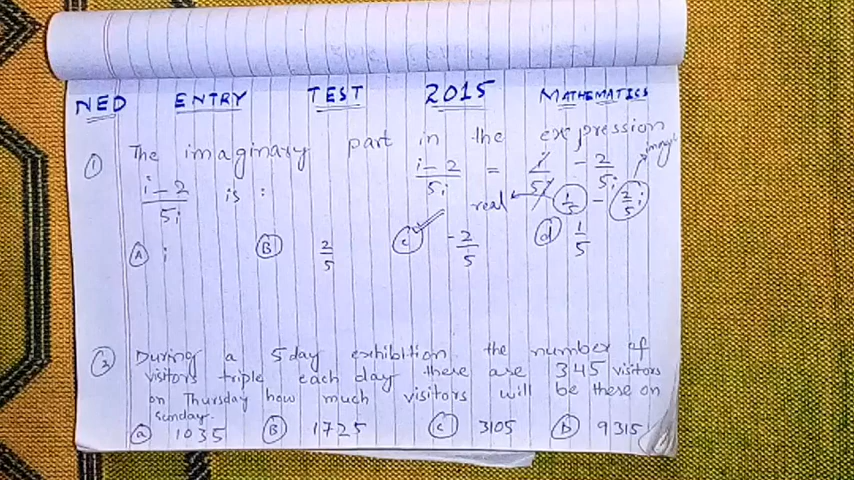 NED ENTRY TEST 2015 MATHEMATICS
① The imaginary part in the expression
i-2/5i is : i-2/5i = i/5i - 2/5i
real 1/5 - 2/5 i
Ⓐ i Ⓑ 2/5 Ⓒ ✓ -2/5 ⓓ 1/5
② During a 5 day exhibition the number of
visitors triple each day there are 345 visitors
on Thursday how much visitors will be there on
sunday.
ⓐ 1035 Ⓑ 1725 Ⓒ 3105 Ⓓ 9315